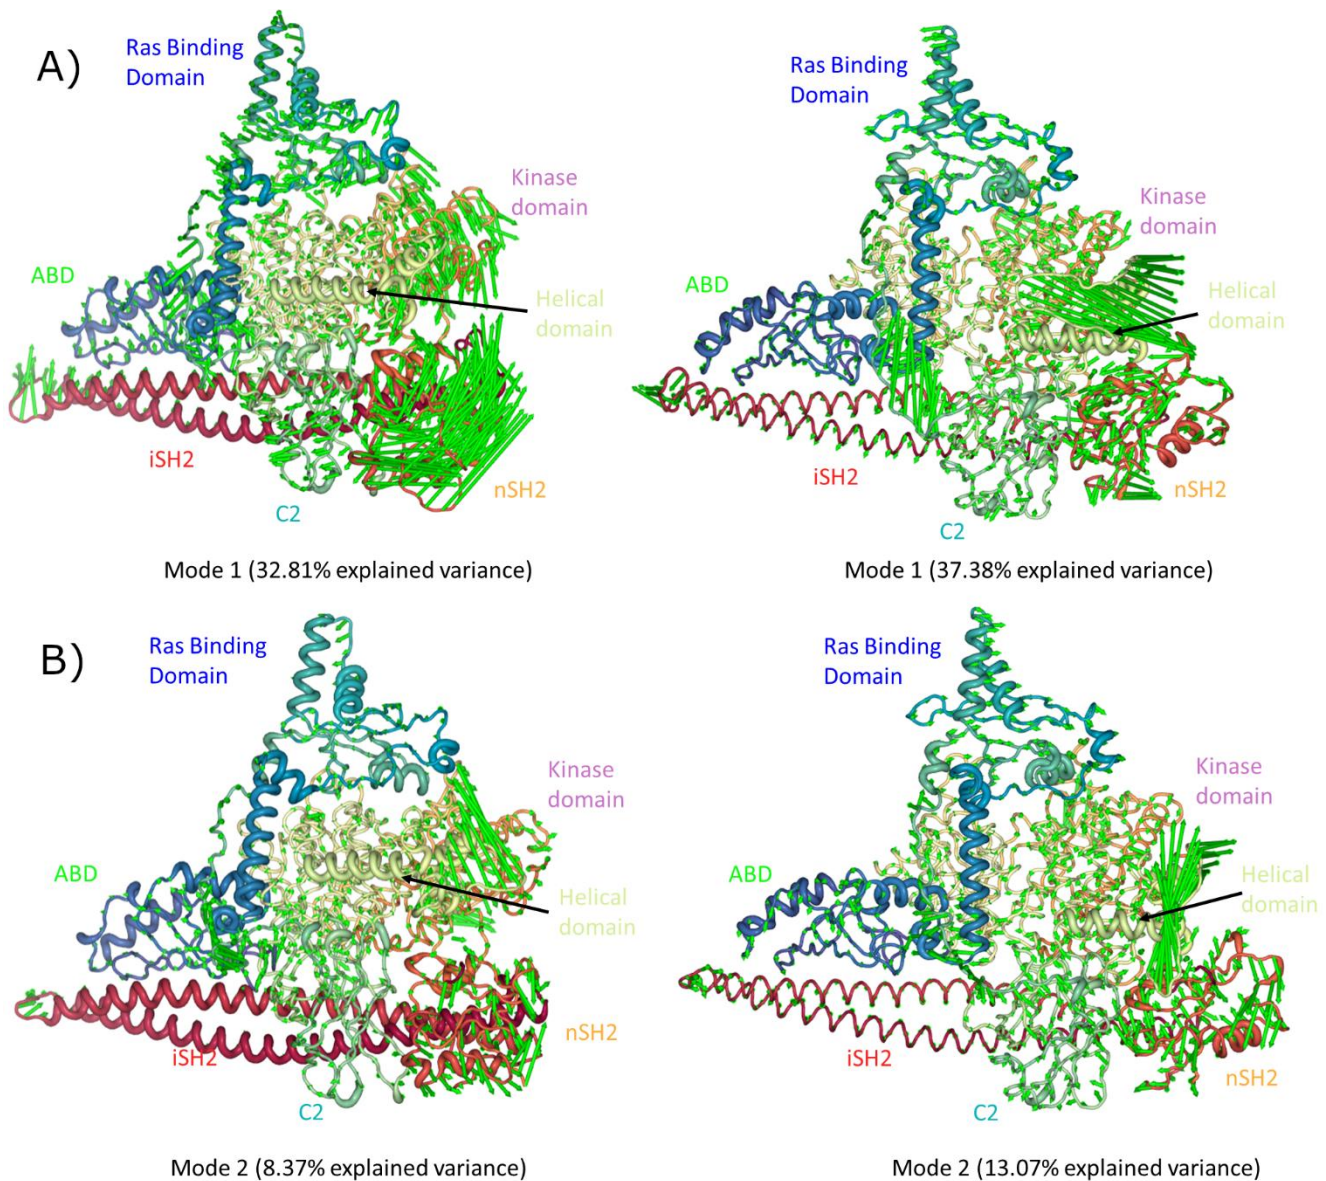 A)
Ras Binding
Domain
Kinase
domain
ABD
Helical
domain
iSH2
nSH2
C2
Mode 1 (32.81% explained variance)
Ras Binding
Domain
Kinase
domain
ABD
Helical
domain
iSH2
nSH2
C2
Mode 1 (37.38% explained variance)
B)
Ras Binding
Domain
Kinase
domain
ABD
Helical
domain
iSH2
nSH2
C2
Mode 2 (8.37% explained variance)
Ras Binding
Domain
Kinase
domain
ABD
Helical
domain
iSH2
nSH2
C2
Mode 2 (13.07% explained variance)